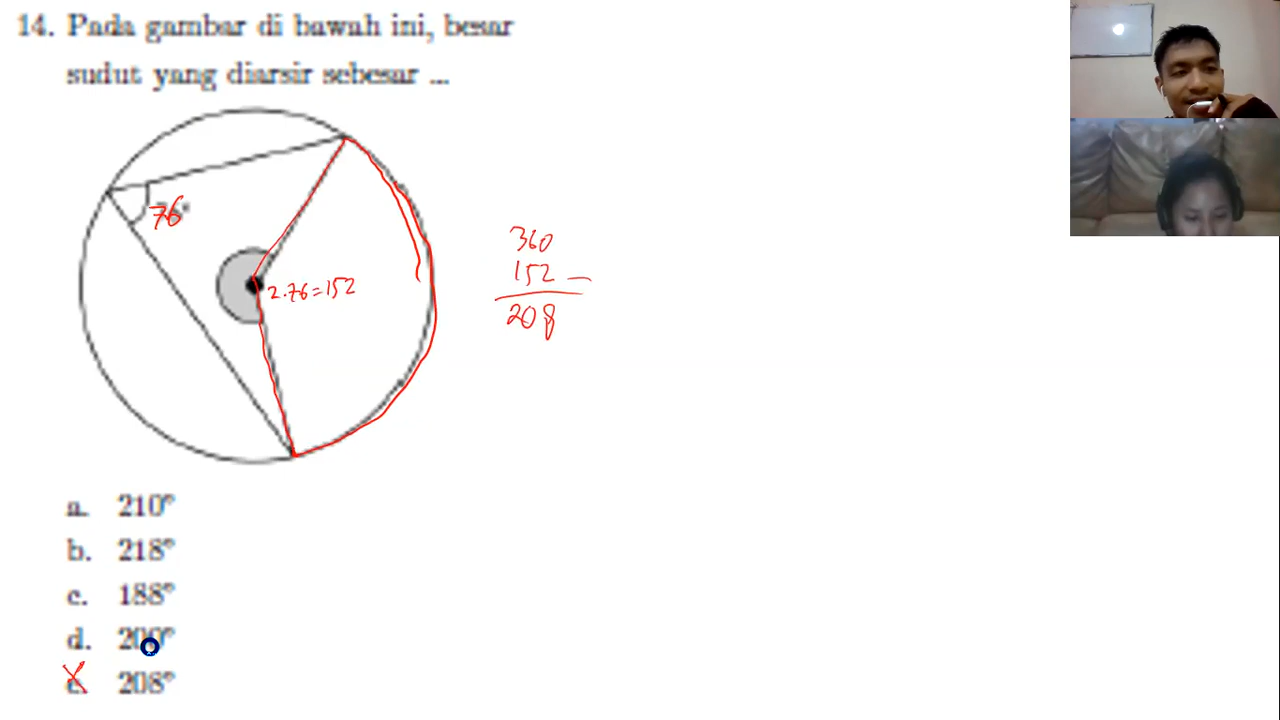 14. Pada gambar di bawah ini, besar
sudut yang diarsir sebesar ...
76°
2.76=152
360
152 −
208
a. 210°
b. 218°
c. 188°
d. 200°
e. 208°